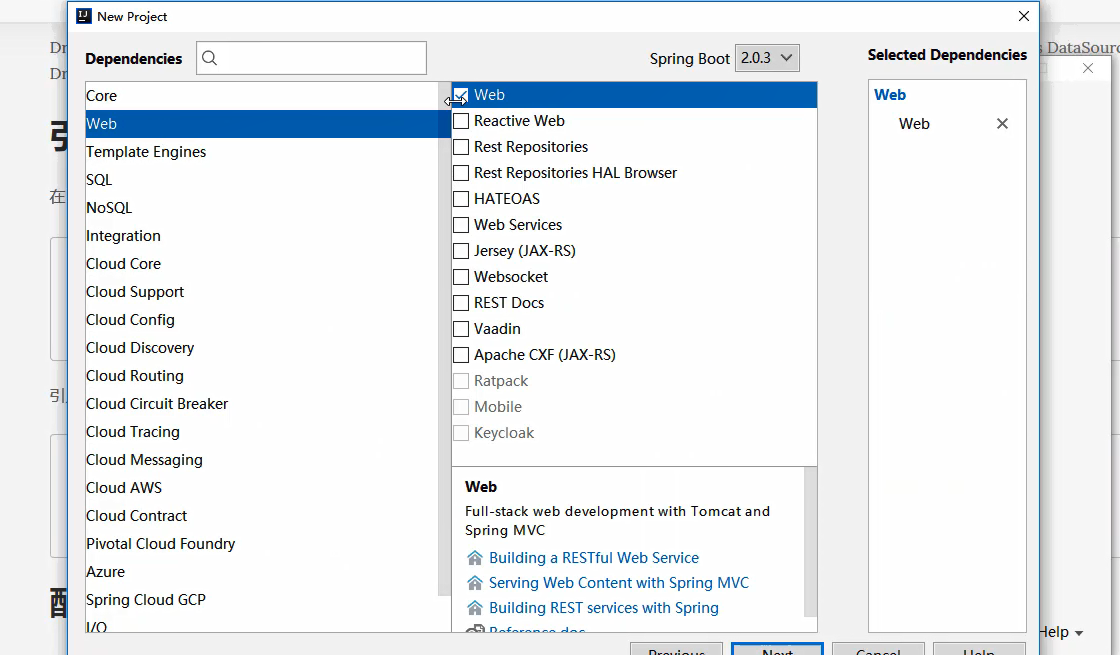 New Project
Dependencies
Spring Boot 2.0.3
Selected Dependencies
Core
Web
Template Engines
SQL
NoSQL
Integration
Cloud Core
Cloud Support
Cloud Config
Cloud Discovery
Cloud Routing
Cloud Circuit Breaker
Cloud Tracing
Cloud Messaging
Cloud AWS
Cloud Contract
Pivotal Cloud Foundry
Azure
Spring Cloud GCP
I/O
Web
Reactive Web
Rest Repositories
Rest Repositories HAL Browser
HATEOAS
Web Services
Jersey (JAX-RS)
Websocket
REST Docs
Vaadin
Apache CXF (JAX-RS)
Ratpack
Mobile
Keycloak
Web
Full-stack web development with Tomcat and
Spring MVC
Building a RESTful Web Service
Serving Web Content with Spring MVC
Building REST services with Spring
Reference doc
Web
Web
Previous
Next
Cancel
Help
Dr
Dr
引
在
引
配
DataSourc
Help